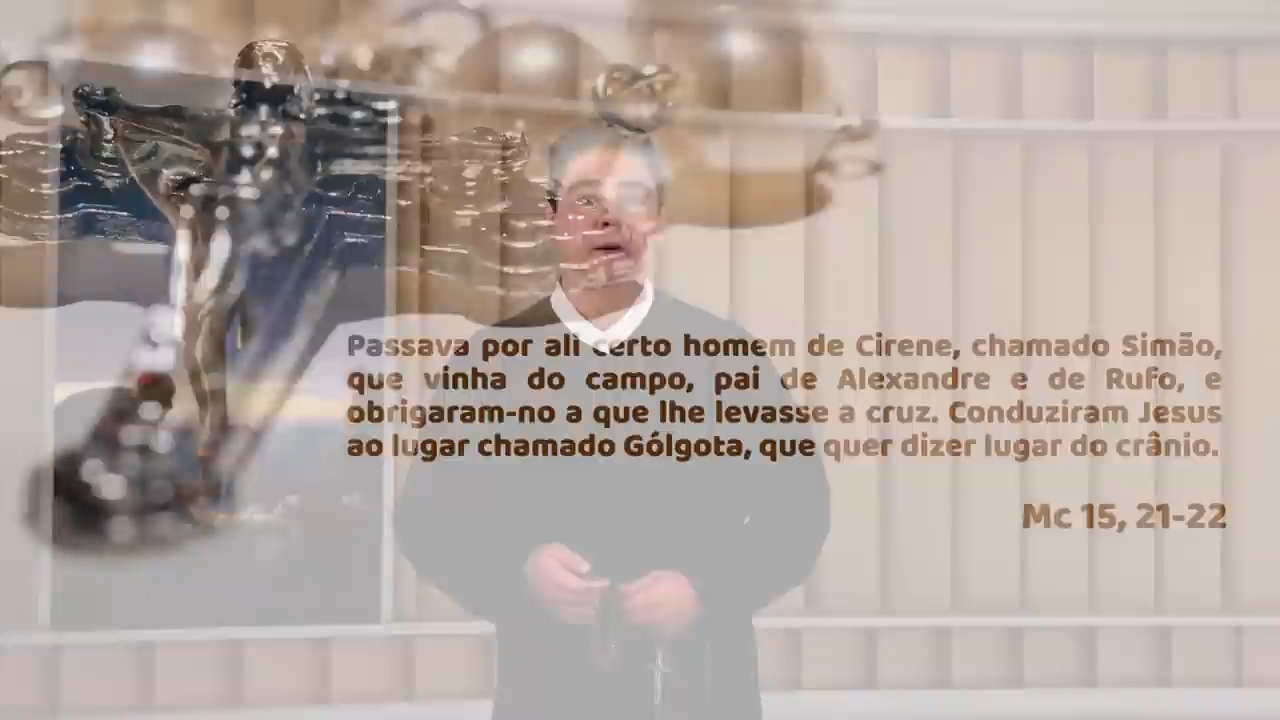 Passava por ali certo homem de Cirene, chamado Simão,
que vinha do campo, pai de Alexandre e de Rufo, e
obrigaram-no a que lhe levasse a cruz. Conduziram Jesus
ao lugar chamado Gólgota, que quer dizer lugar do crânio.
Mc 15, 21-22